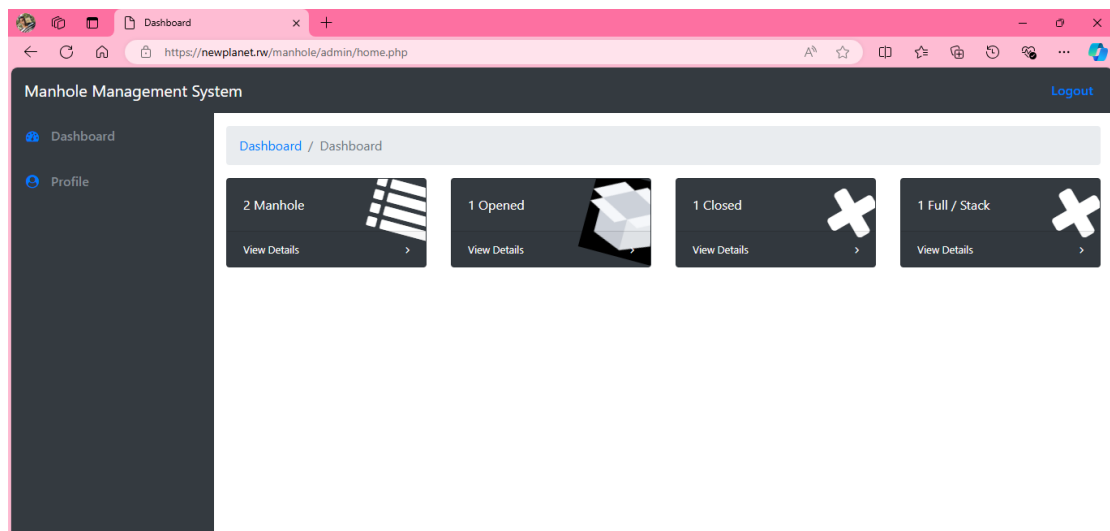 Dashboard
https://newplanet.rw/manhole/admin/home.php
Manhole Management System
Logout
Dashboard
Profile
Dashboard / Dashboard
2 Manhole
View Details
1 Opened
View Details
1 Closed
View Details
1 Full / Stack
View Details